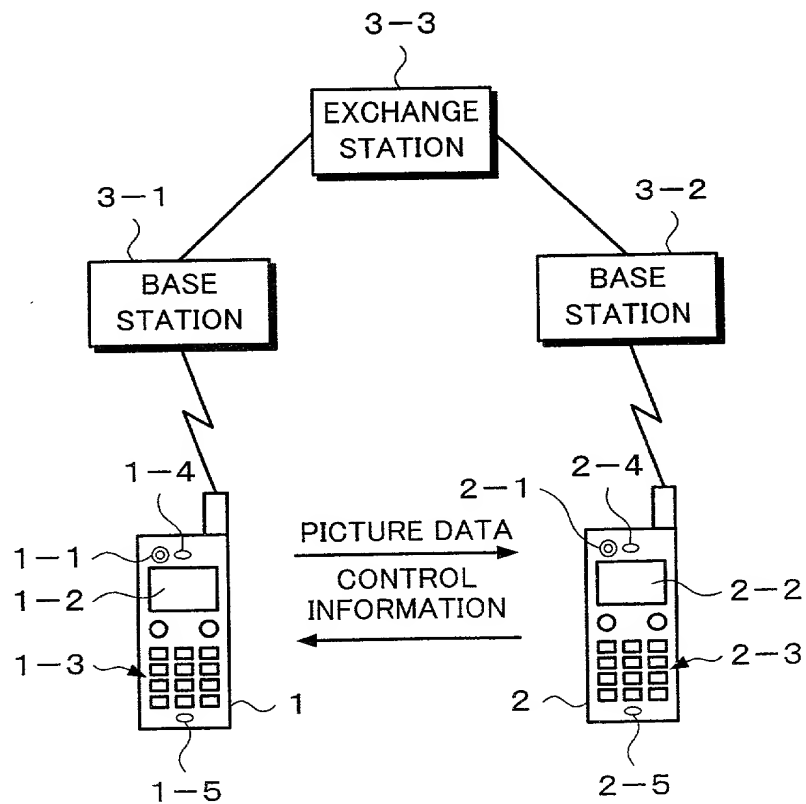 3-3
EXCHANGE
STATION
3-1
3-2
BASE
STATION
BASE
STATION
1-4
2-4
2-1
PICTURE DATA
1-1
CONTROL
INFORMATION
1-2
2-2
1-3
2-3
1
2
1-5
2-5